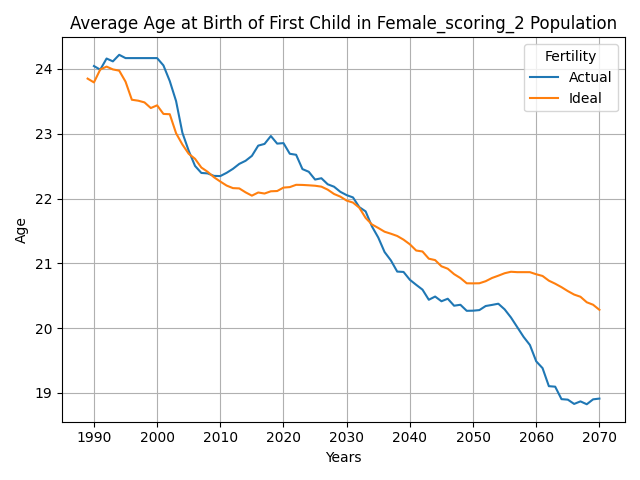 Average Age at Birth of First Child in Female_scoring_2 Population
Fertility
Actual
Ideal
Age
24
23
22
21
20
19
1990 2000 2010 2020 2030 2040 2050 2060 2070
Years